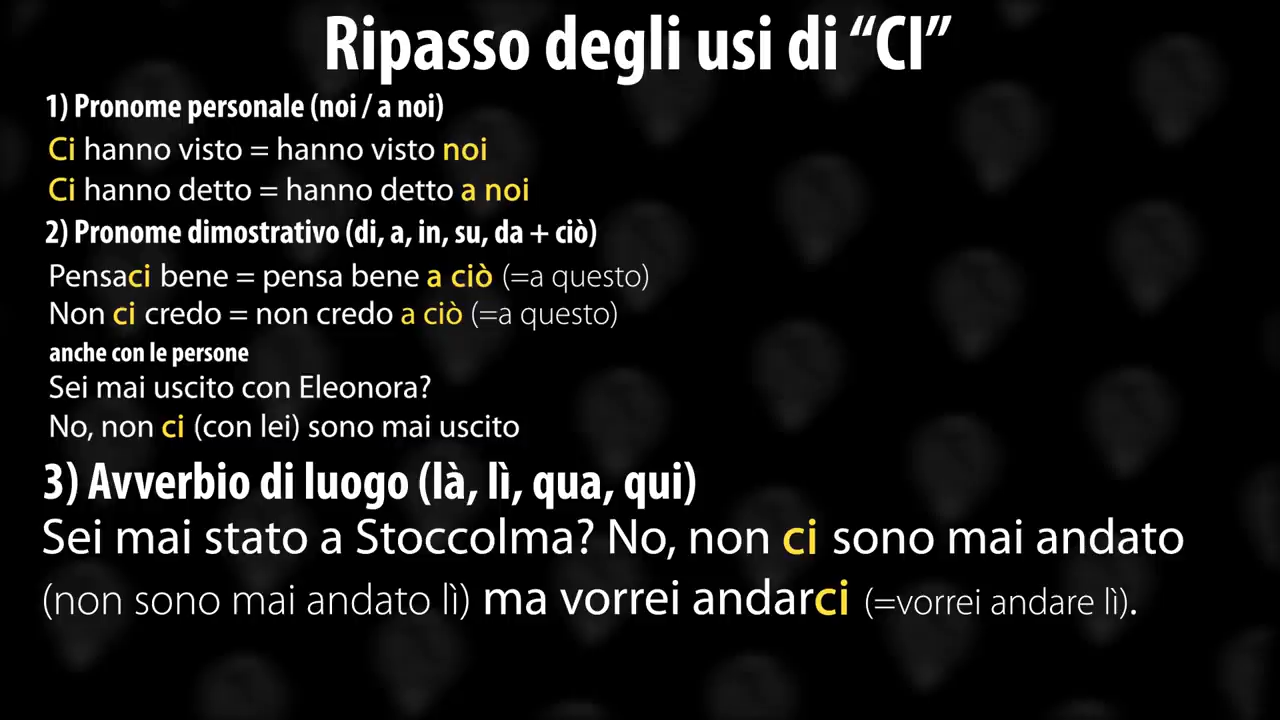 Ripasso degli usi di “CI”
1) Pronome personale (noi / a noi)
Ci hanno visto = hanno visto noi
Ci hanno detto = hanno detto a noi
2) Pronome dimostrativo (di, a, in, su, da + ciò)
Pensaci bene = pensa bene a ciò (=a questo)
Non ci credo = non credo a ciò (=a questo)
anche con le persone
Sei mai uscito con Eleonora?
No, non ci (con lei) sono mai uscito
3) Avverbio di luogo (là, lì, qua, qui)
Sei mai stato a Stoccolma? No, non ci sono mai andato
(non sono mai andato lì) ma vorrei andarci (=vorrei andare lì).